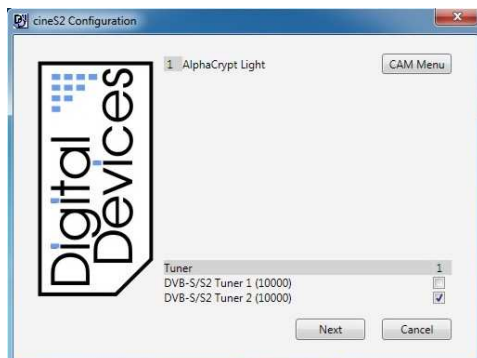 cineS2 Configuration
1 AlphaCrypt Light
CAM Menu
Digital
Devices
Tuner 1
DVB-S/S2 Tuner 1 (10000)
DVB-S/S2 Tuner 2 (10000)
Next
Cancel